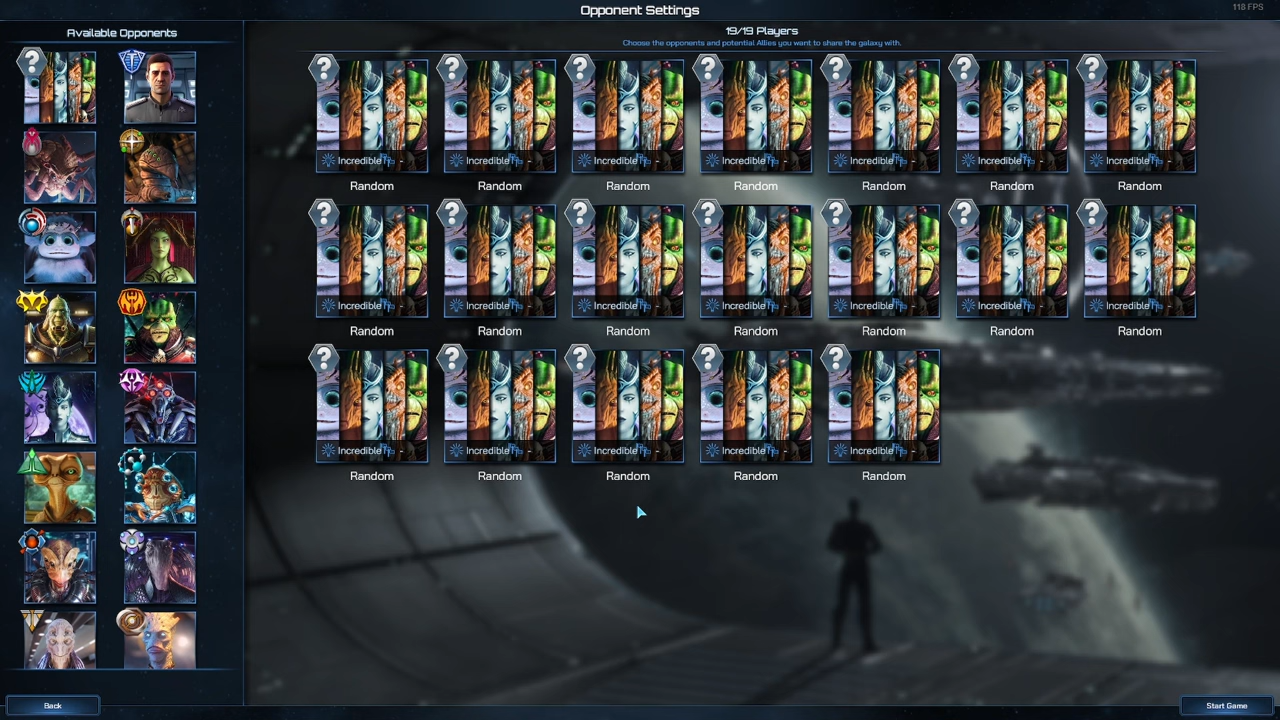 Opponent Settings
118 FPS
Available Opponents
19/19 Players
Choose the opponents and potential Allies you want to share the galaxy with.
Incredible -
Incredible -
Incredible -
Incredible -
Incredible -
Incredible -
Incredible -
Random
Random
Random
Random
Random
Random
Random
Incredible -
Incredible -
Incredible -
Incredible -
Incredible -
Incredible -
Incredible -
Random
Random
Random
Random
Random
Random
Random
Incredible -
Incredible -
Incredible -
Incredible -
Incredible -
Random
Random
Random
Random
Random
Back
Start Game